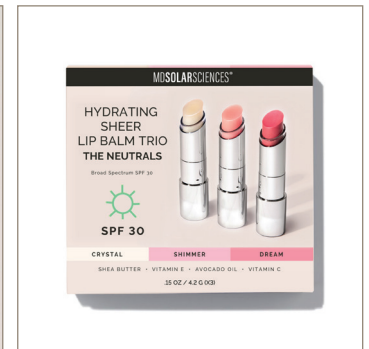 MDSOLARSCIENCES®
HYDRATING
SHEER
LIP BALM TRIO
THE NEUTRALS
Broad Spectrum SPF 30
SPF 30
CRYSTAL SHIMMER DREAM
SHEA BUTTER • VITAMIN E • AVOCADO OIL • VITAMIN C
.15 OZ / 4.2 G (X3)